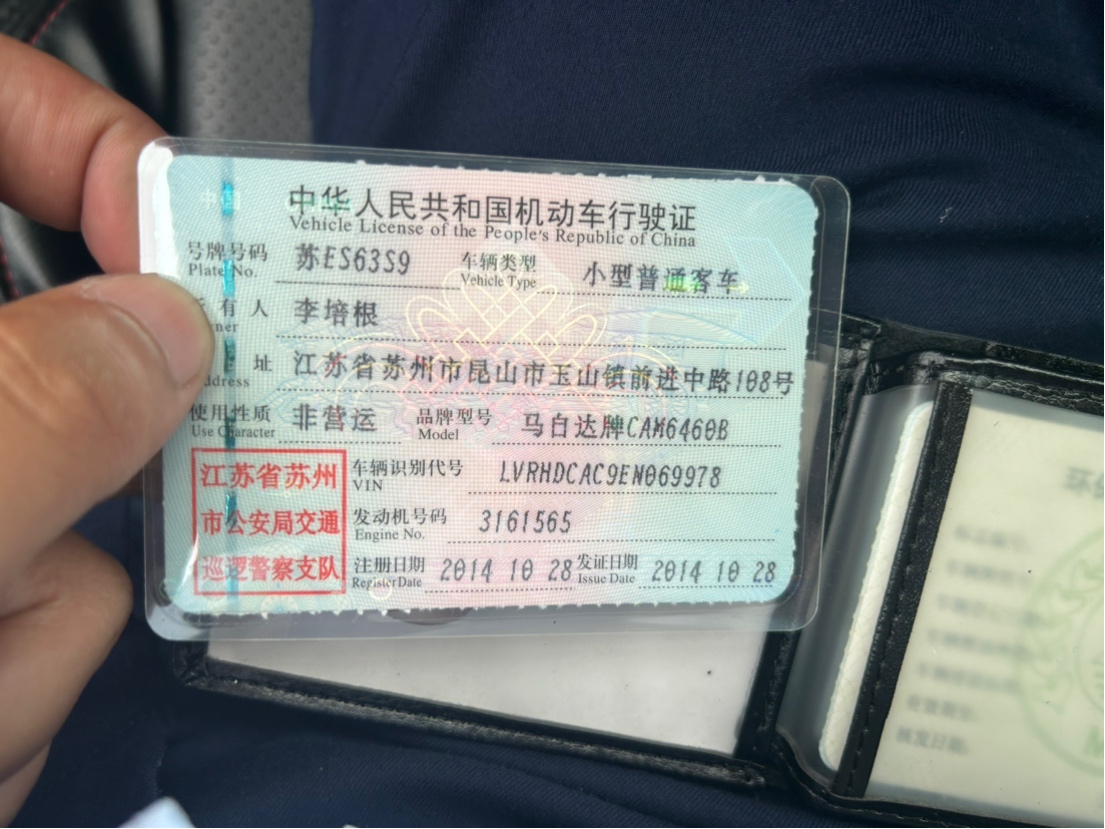 中国
中华人民共和国机动车行驶证
Vehicle License of the People's Republic of China
号牌号码 苏ES63S9 车辆类型 小型普通客车
Plate No. Vehicle Type
有人 李培根
址 江苏省苏州市昆山市玉山镇前进中路108号
使用性质 非营运 品牌型号 马自达牌CAM6460B
Use Character Model
江苏省苏州
市公安局交通
巡逻警察支队
车辆识别代号 LVRHDCAC9EN069978
VIN
发动机号码 3161565
Engine No.
注册日期 2014 10 28 发证日期 2014 10 28
Register Date Issue Date